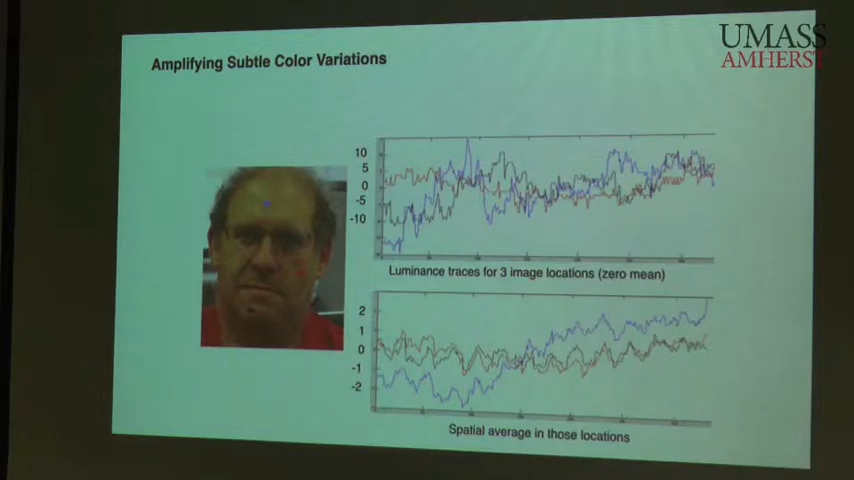 UMASS
AMHERST
Amplifying Subtle Color Variations
10
5
0
-5
-10
Luminance traces for 3 image locations (zero mean)
2
1
0
-1
-2
Spatial average in those locations